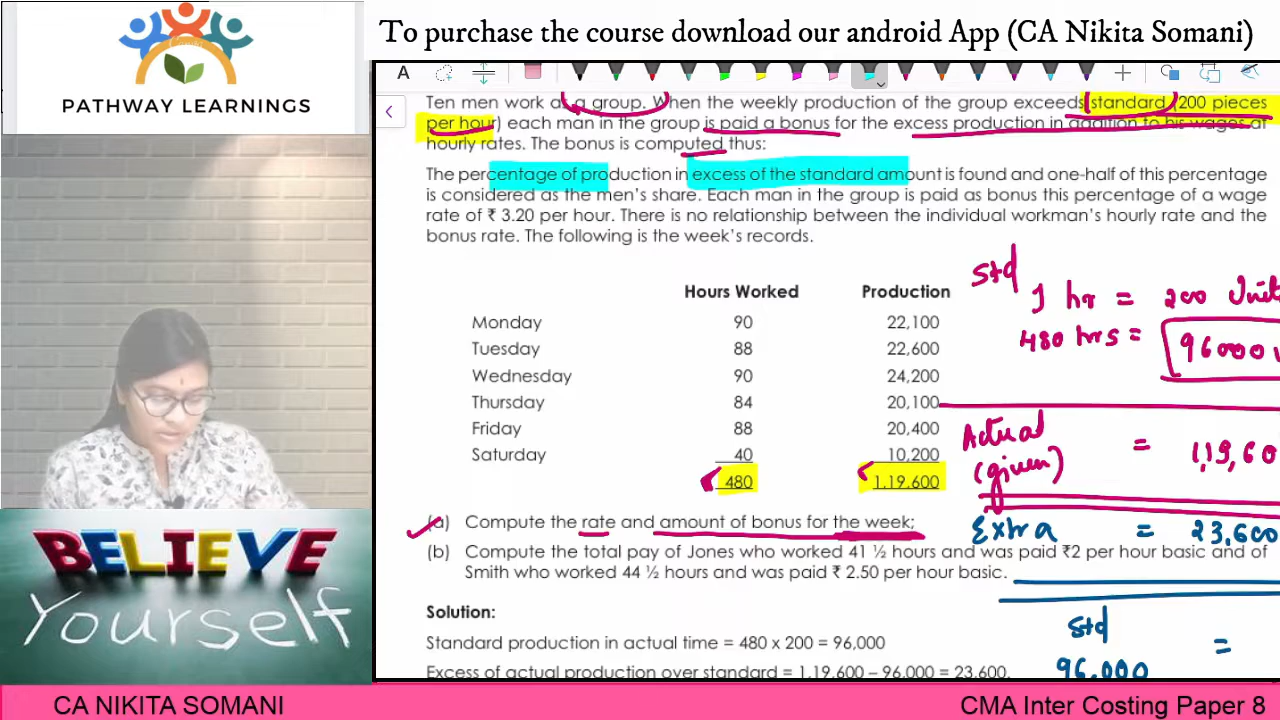 To purchase the course download our android App (CA Nikita Somani)
PATHWAY LEARNINGS
A
Ten men work as a group. When the weekly production of the group exceeds standard (200 pieces
per hour) each man in the group is paid a bonus for the excess production in addition to his wages at
hourly rates. The bonus is computed thus:
The percentage of production in excess of the standard amount is found and one-half of this percentage
is considered as the men's share. Each man in the group is paid as bonus this percentage of a wage
rate of ₹ 3.20 per hour. There is no relationship between the individual workman's hourly rate and the
bonus rate. The following is the week's records.
Hours Worked Production
Monday 90 22,100
Tuesday 88 22,600
Wednesday 90 24,200
Thursday 84 20,100
Friday 88 20,400
Saturday 40 10,200
480 1,19,600
Std
1 hr = 200 Unit
480 hrs = 96000
Actual
(given) = 1,19,60
Extra = 23,600
(a) Compute the rate and amount of bonus for the week;
(b) Compute the total pay of Jones who worked 41 ½ hours and was paid ₹2 per hour basic and of
Smith who worked 44 ½ hours and was paid ₹ 2.50 per hour basic.
Solution:
Standard production in actual time = 480 x 200 = 96,000
Excess of actual production over standard = 1,19,600 – 96,000 = 23,600.
Std
96,000 =
BELIEVE
Yourself
CA NIKITA SOMANI
CMA Inter Costing Paper 8